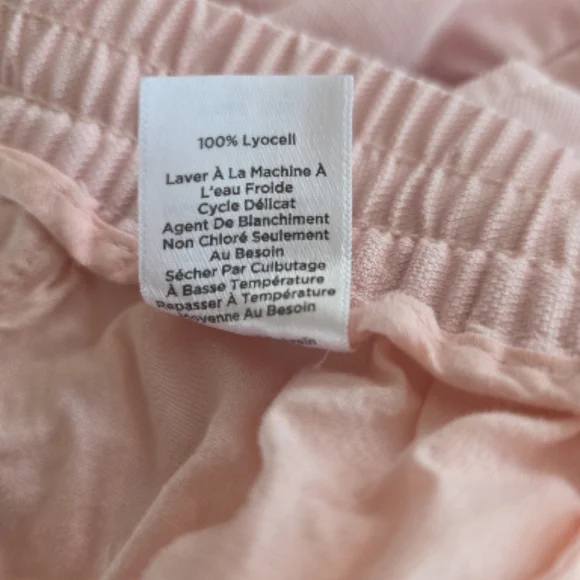 100% Lyocell
Laver À La Machine À
L'eau Froide
Cycle Délicat
Agent De Blanchiment
Non Chloré Seulement
Au Besoin
Sécher Par Culbutage
À Basse Température
Repasser À Température
Moyenne Au Besoin